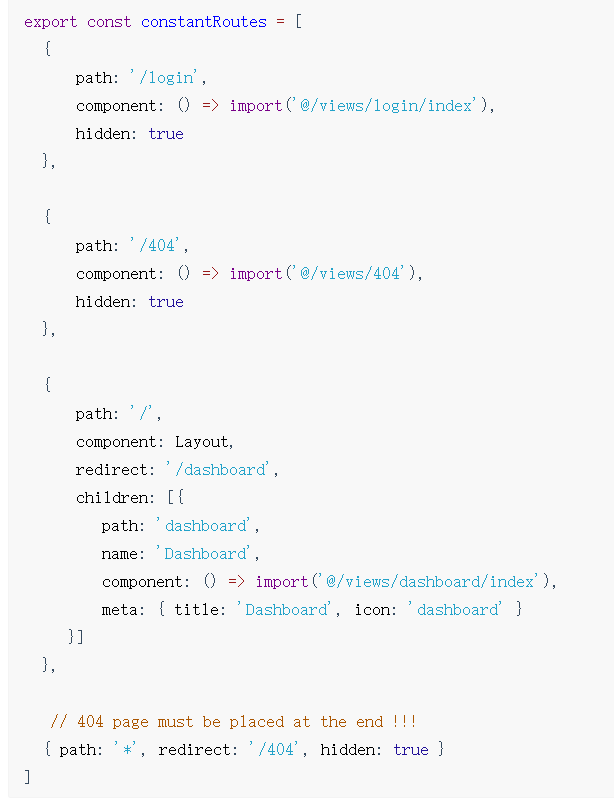 export const constantRoutes = [
  {
    path: '/login',
    component: () => import('@/views/login/index'),
    hidden: true
  },
  {
    path: '/404',
    component: () => import('@/views/404'),
    hidden: true
  },
  {
    path: '/',
    component: Layout,
    redirect: '/dashboard',
    children: [{
      path: 'dashboard',
      name: 'Dashboard',
      component: () => import('@/views/dashboard/index'),
      meta: { title: 'Dashboard', icon: 'dashboard' }
    }]
  },
  // 404 page must be placed at the end !!!
  { path: '*', redirect: '/404', hidden: true }
]